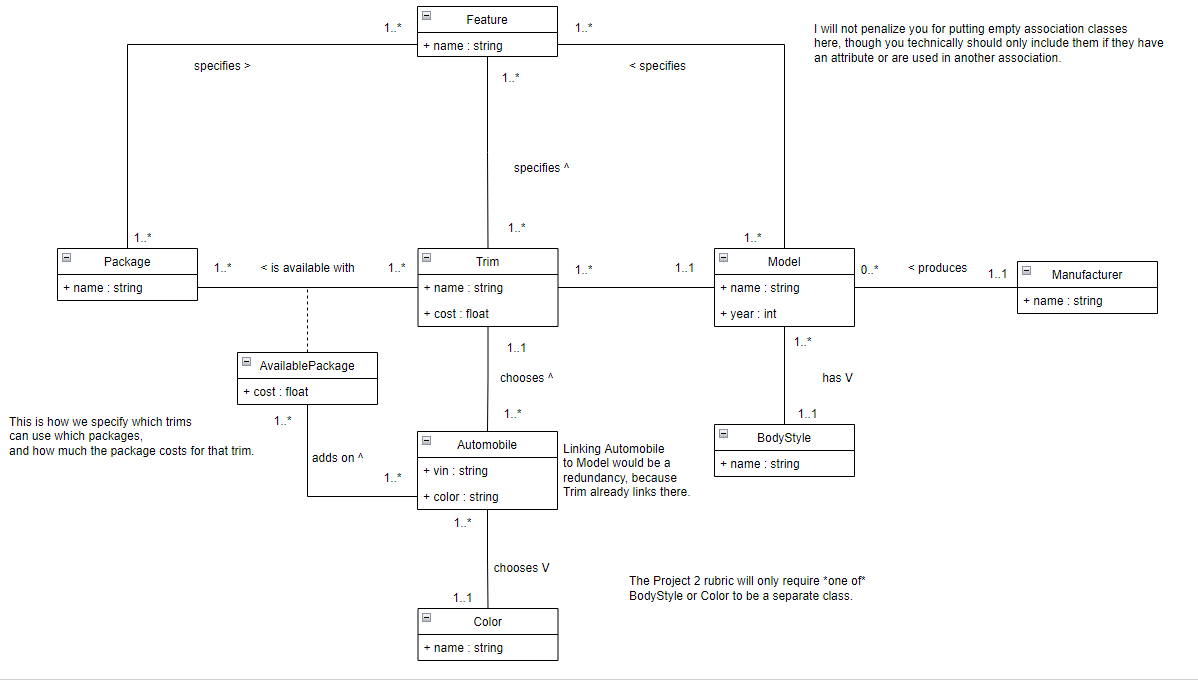 Feature
+ name : string
1..*
1..*
1..*
I will not penalize you for putting empty association classes
here, though you technically should only include them if they have
an attribute or are used in another association.
specifies >
< specifies
specifies ^
1..*
1..*
1..*
Package
+ name : string
1..*
< is available with
1..*
Trim
+ name : string
+ cost : float
1..*
1..1
Model
+ name : string
+ year : int
0..*
< produces
1..1
Manufacturer
+ name : string
AvailablePackage
+ cost : float
1..1
chooses ^
1..*
1..*
has V
1..1
BodyStyle
+ name : string
This is how we specify which trims
can use which packages,
and how much the package costs for that trim.
1..*
adds on ^
1..*
Automobile
+ vin : string
+ color : string
Linking Automobile
to Model would be a
redundancy, because
Trim already links there.
1..*
chooses V
1..1
The Project 2 rubric will only require *one of*
BodyStyle or Color to be a separate class.
Color
+ name : string